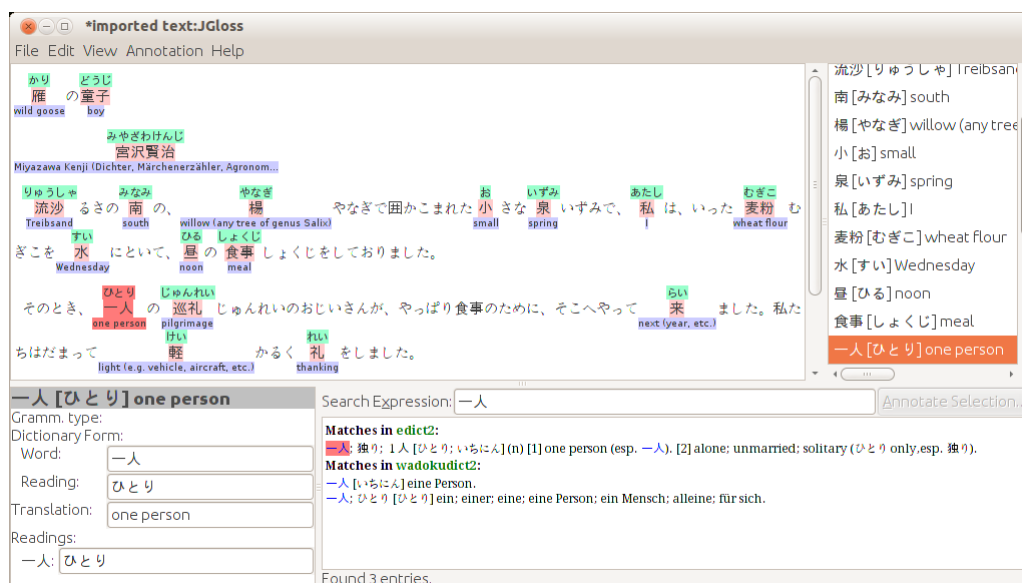 *imported text:JGloss
File Edit View Annotation Help
かり どうじ
雁 の 童子
wild goose boy
みやざわけんじ
宮沢賢治
Miyazawa Kenji (Dichter, Märchenerzähler, Agronom...
りゅうしゃ みなみ やなぎ お いずみ あたし むぎこ
流沙 るさの 南 の、 楊 やなぎで囲かこまれた 小 さな 泉 いずみで、 私 は、いった 麦粉 む
Treibsand south willow (any tree of genus Salix) small spring I wheat flour
すい ひる しょくじ
ぎこを 水 にといて、 昼 の 食事 しょくじをしておりました。
Wednesday noon meal
ひとり じゅんれい らい
そのとき、 一人 の 巡礼 じゅんれいのおじいさんが、やっぱり食事のために、そこへやって 来 ました。私た
one person pilgrimage next (year, etc.)
けい れい
ちはだまって 軽 かるく 礼 をしました。
light (e.g. vehicle, aircraft, etc.) thanking
流沙 [りゅうしゃ] Treibsan
南 [みなみ] south
楊 [やなぎ] willow (any tree
小 [お] small
泉 [いずみ] spring
私 [あたし] I
麦粉 [むぎこ] wheat flour
水 [すい] Wednesday
昼 [ひる] noon
食事 [しょくじ] meal
一人 [ひとり] one person
一人 [ひとり] one person
Gramm. type:
Dictionary Form:
Word: 一人
Reading: ひとり
Translation: one person
Readings:
一人: ひとり
Search Expression: 一人 Annotate Selection...
Matches in edict2:
一人; 独り; 1人 [ひとり; いちにん] (n) [1] one person (esp. 一人). [2] alone; unmarried; solitary (ひとり only,esp. 独り).
Matches in wadokudict2:
一人 [いちにん] eine Person.
一人; ひとり [ひとり] ein; einer; eine; eine Person; ein Mensch; alleine; für sich.
Found 3 entries.